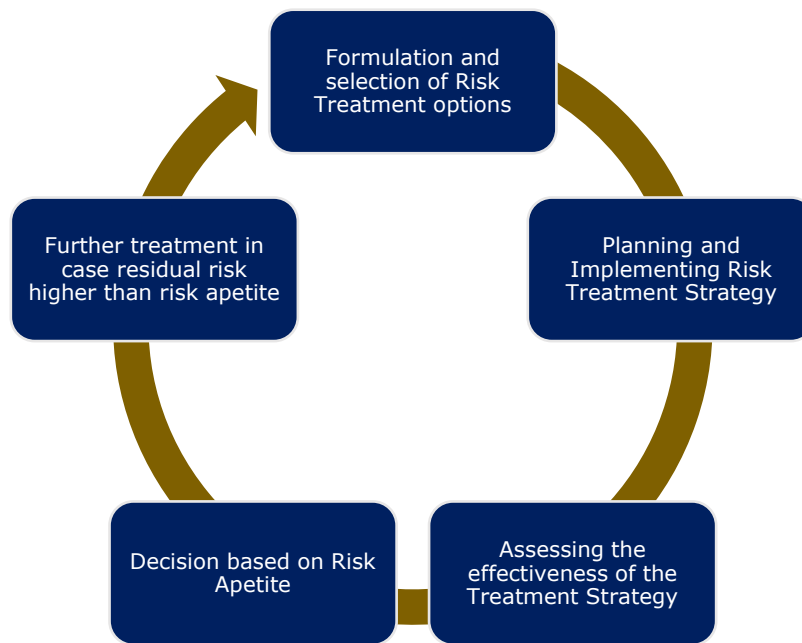 Formulation and
selection of Risk
Treatment options
Planning and
Implementing Risk
Treatment Strategy
Assessing the
effectiveness of the
Treatment Strategy
Decision based on Risk
Apetite
Further treatment in
case residual risk
higher than risk apetite